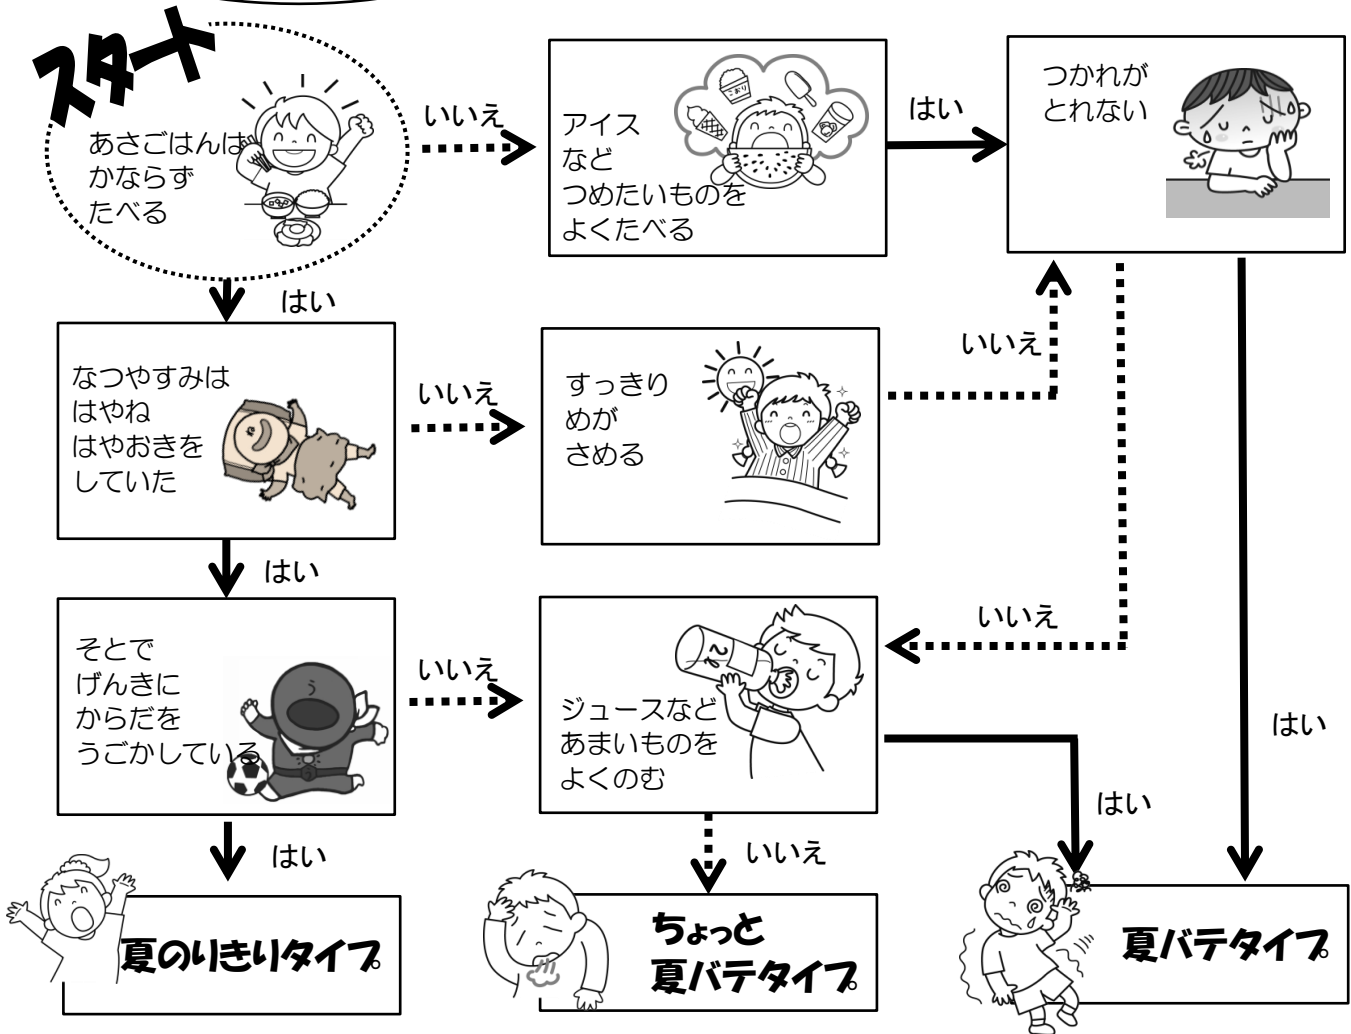 スタート
あさごはんは
かならず
たべる
いいえ
アイス
など
つめたいものを
よくたべる
こおり
はい
つかれが
とれない
はい
なつやすみは
はやね
はやおきを
していた
いいえ
すっきり
めが
さめる
いいえ
はい
そとで
げんきに
からだを
うごかしている
いいえ
2ℓ
ジュースなど
あまいものを
よくのむ
いいえ
はい
はい
はい
いいえ
夏のりきりタイプ
ちょっと
夏バテタイプ
夏バテタイプ